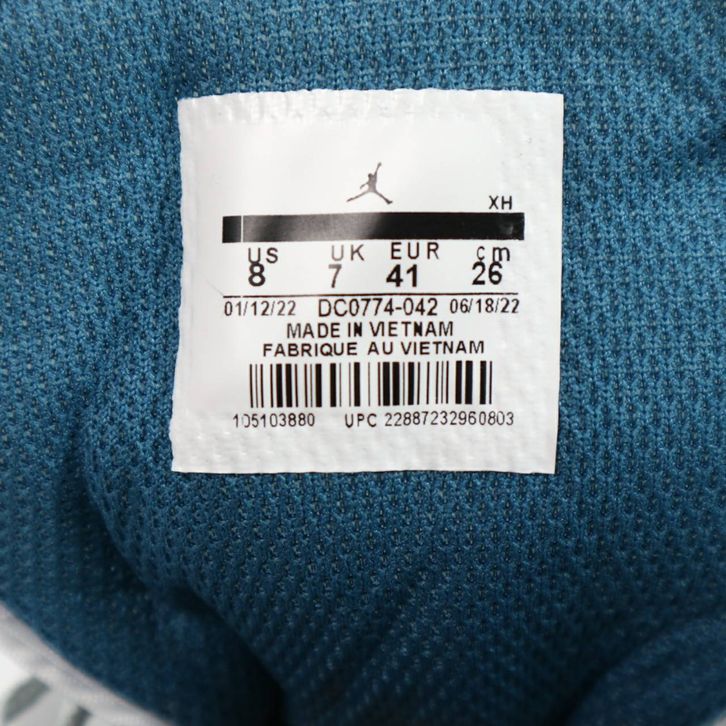 XH
US UK EUR cm
8 7 41 26
01/12/22 DC0774-042 06/18/22
MADE IN VIETNAM
FABRIQUE AU VIETNAM
105103880 UPC 22887232960803